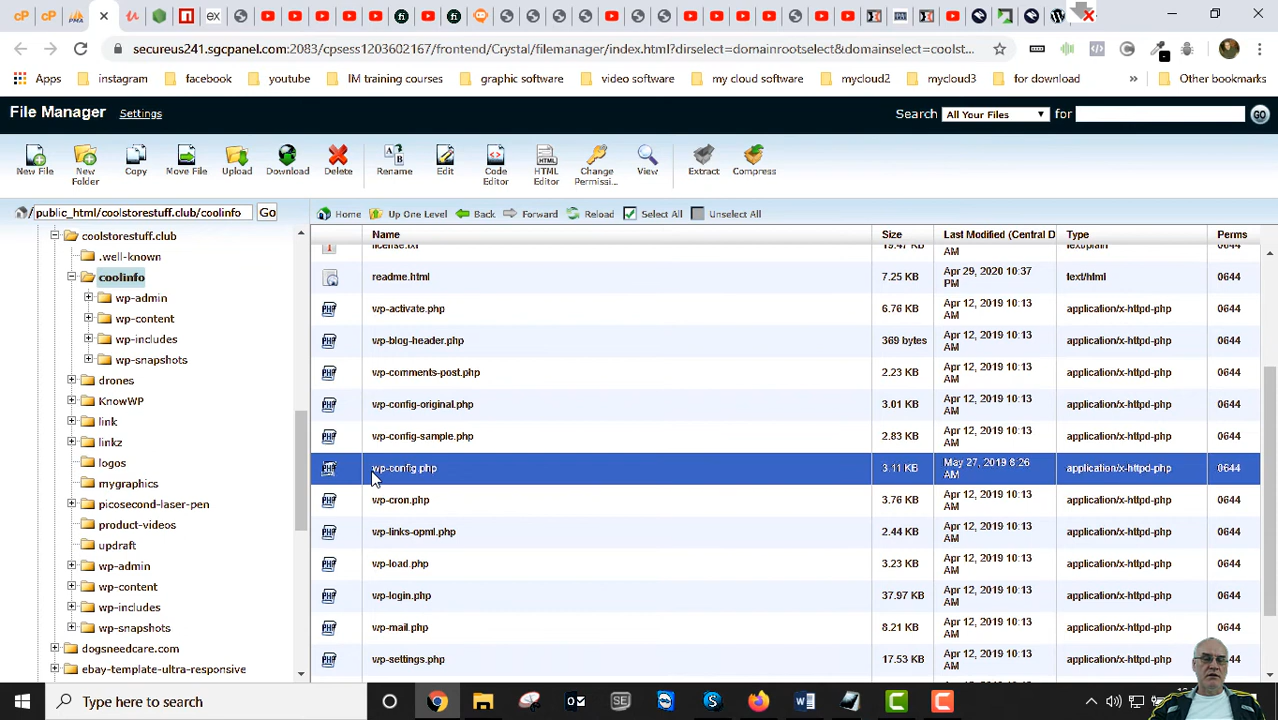 secureus241.sgcpanel.com:2083/cpsess1203602167/frontend/Crystal/filemanager/index.html?dirselect=domainrootselect&domainselect=coolst...
Apps instagram facebook youtube IM training courses graphic software video software my cloud software mycloud2 mycloud3 for download » Other bookmarks
File Manager Settings Search All Your Files for GO
New File New Folder Copy Move File Upload Download Delete Rename Edit Code Editor HTML Editor Change Permissi... View Extract Compress
/ public_html/coolstorestuff.club/coolinfo Go Home Up One Level Back Forward Reload Select All Unselect All
Name Size Last Modified (Central D Type Perms
coolstorestuff.club
.well-known
coolinfo
wp-admin
wp-content
wp-includes
wp-snapshots
drones
KnowWP
link
linkz
logos
mygraphics
picosecond-laser-pen
product-videos
updraft
wp-admin
wp-content
wp-includes
wp-snapshots
dogsneedcare.com
ebay-template-ultra-responsive
license.txt 19.47 KB AM text/plain 0644
readme.html 7.25 KB Apr 29, 2020 10:37 PM text/html 0644
wp-activate.php 6.76 KB Apr 12, 2019 10:13 AM application/x-httpd-php 0644
wp-blog-header.php 369 bytes Apr 12, 2019 10:13 AM application/x-httpd-php 0644
wp-comments-post.php 2.23 KB Apr 12, 2019 10:13 AM application/x-httpd-php 0644
wp-config-original.php 3.01 KB Apr 12, 2019 10:13 AM application/x-httpd-php 0644
wp-config-sample.php 2.83 KB Apr 12, 2019 10:13 AM application/x-httpd-php 0644
wp-config.php 3.11 KB May 27, 2019 8:26 AM application/x-httpd-php 0644
wp-cron.php 3.76 KB Apr 12, 2019 10:13 AM application/x-httpd-php 0644
wp-links-opml.php 2.44 KB Apr 12, 2019 10:13 AM application/x-httpd-php 0644
wp-load.php 3.23 KB Apr 12, 2019 10:13 AM application/x-httpd-php 0644
wp-login.php 37.97 KB Apr 12, 2019 10:13 AM application/x-httpd-php 0644
wp-mail.php 8.21 KB Apr 12, 2019 10:13 AM application/x-httpd-php 0644
wp-settings.php 17.53 KB Apr 12, 2019 10:13 AM application/x-httpd-php 0644
Type here to search